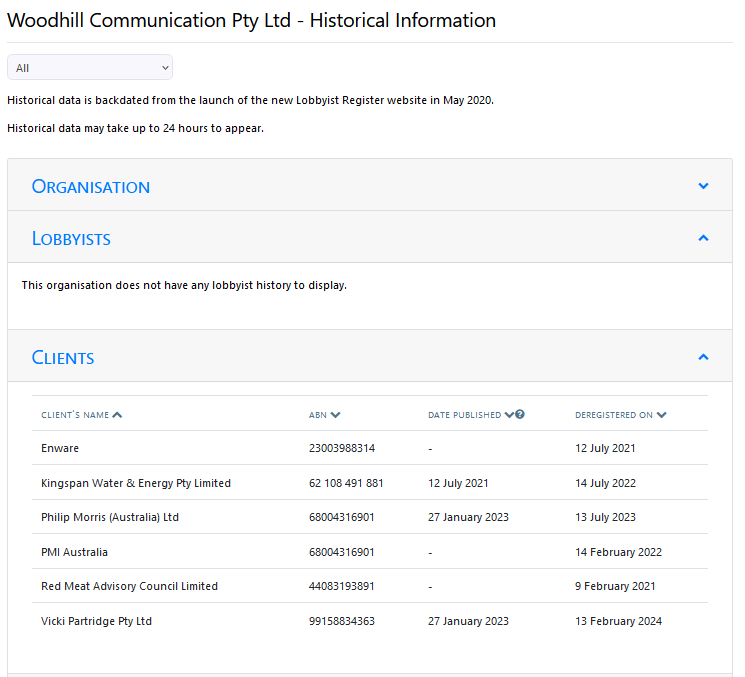 Woodhill Communication Pty Ltd - Historical Information
All
Historical data is backdated from the launch of the new Lobbyist Register website in May 2020.
Historical data may take up to 24 hours to appear.
Organisation
Lobbyists
This organisation does not have any lobbyist history to display.
Clients
CLIENT'S NAME ABN DATE PUBLISHED DEREGISTERED ON
Enware 23003988314 - 12 July 2021
Kingspan Water & Energy Pty Limited 62 108 491 881 12 July 2021 14 July 2022
Philip Morris (Australia) Ltd 68004316901 27 January 2023 13 July 2023
PMI Australia 68004316901 - 14 February 2022
Red Meat Advisory Council Limited 44083193891 - 9 February 2021
Vicki Partridge Pty Ltd 99158834363 27 January 2023 13 February 2024